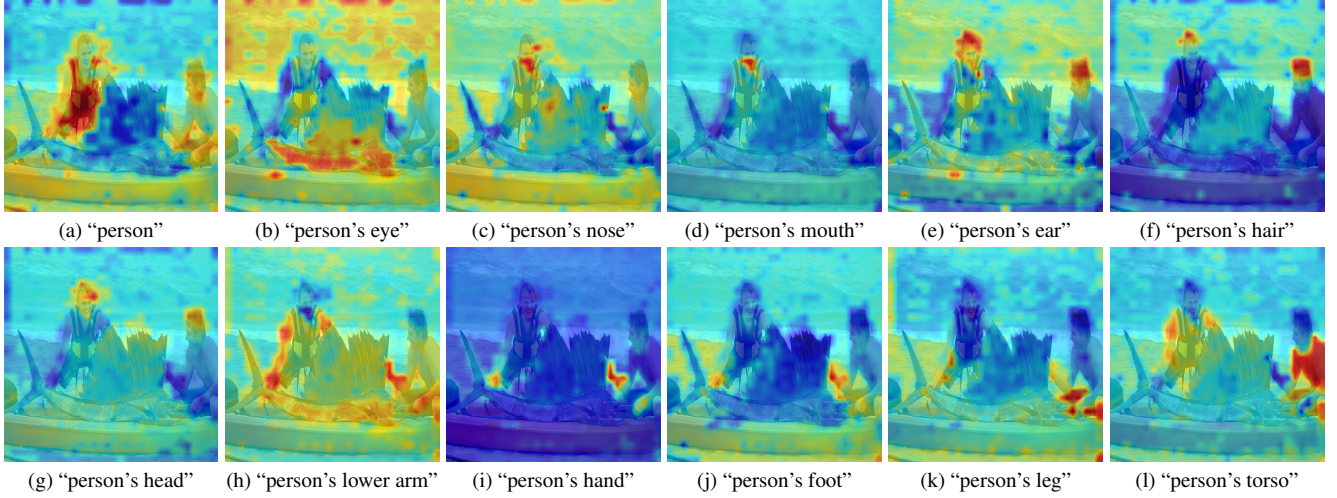 (a) “person”
(b) “person’s eye”
(c) “person’s nose”
(d) “person’s mouth”
(e) “person’s ear”
(f) “person’s hair”
(g) “person’s head”
(h) “person’s lower arm”
(i) “person’s hand”
(j) “person’s foot”
(k) “person’s leg”
(l) “person’s torso”